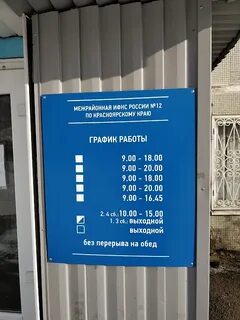 МЕЖРАЙОННАЯ ИФНС РОССИИ №12
ПО КРАСНОЯРСКОМУ КРАЮ
ГРАФИК РАБОТЫ
9.00 - 18.00
9.00 - 20.00
9.00 - 18.00
9.00 - 20.00
9.00 - 16.45
2, 4 сб. 10.00 - 15.00
1, 3 сб. ВЫХОДНОЙ
ВЫХОДНОЙ
без перерыва на обед